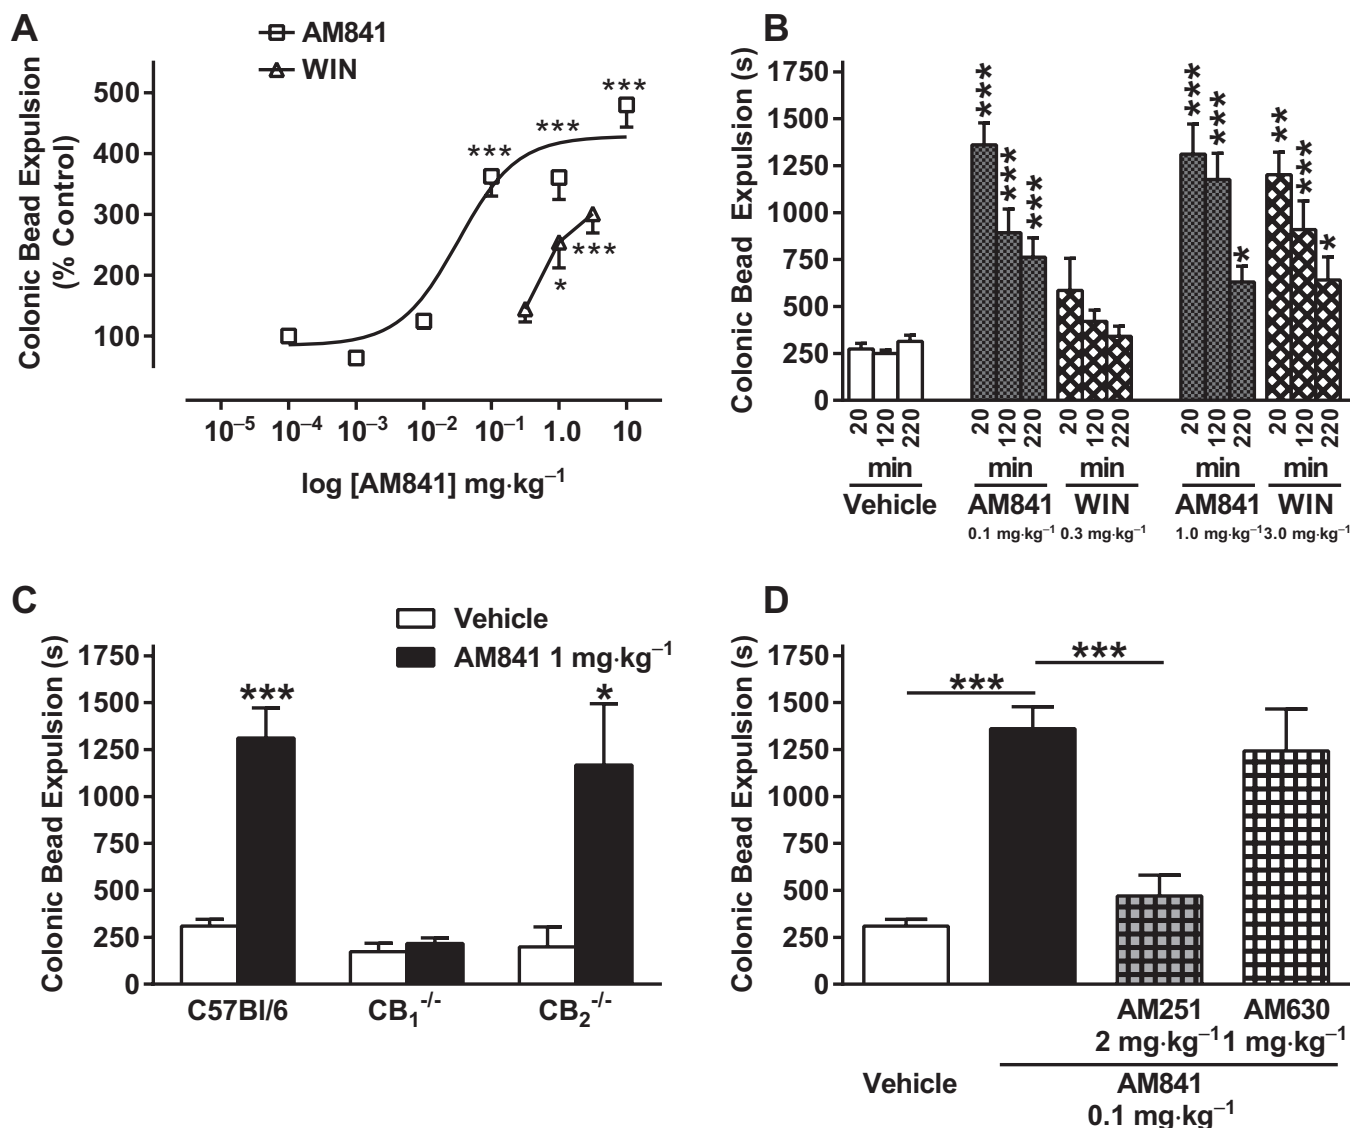 A
AM841
WIN
Colonic Bead Expulsion
(% Control)
500
400
300
200
100
***
***
***
***
*
10⁻⁵ 10⁻⁴ 10⁻³ 10⁻² 10⁻¹ 1.0 10
log [AM841] mg·kg⁻¹
B
Colonic Bead Expulsion (s)
1750
1500
1250
1000
750
500
250
0
*** *** *** *** *** * ** *** *
20 120 220 20 120 220 20 120 220 20 120 220 20 120 220
min min min min min
Vehicle AM841 WIN AM841 WIN
0.1 mg·kg⁻¹ 0.3 mg·kg⁻¹ 1.0 mg·kg⁻¹ 3.0 mg·kg⁻¹
C
Vehicle
AM841 1 mg·kg⁻¹
Colonic Bead Expulsion (s)
1750
1500
1250
1000
750
500
250
0
*** *
C57Bl/6 CB₁⁻/⁻ CB₂⁻/⁻
D
Colonic Bead Expulsion (s)
1750
1500
1250
1000
750
500
250
0
***
***
AM251 AM630
2 mg·kg⁻¹ 1 mg·kg⁻¹
Vehicle AM841
0.1 mg·kg⁻¹